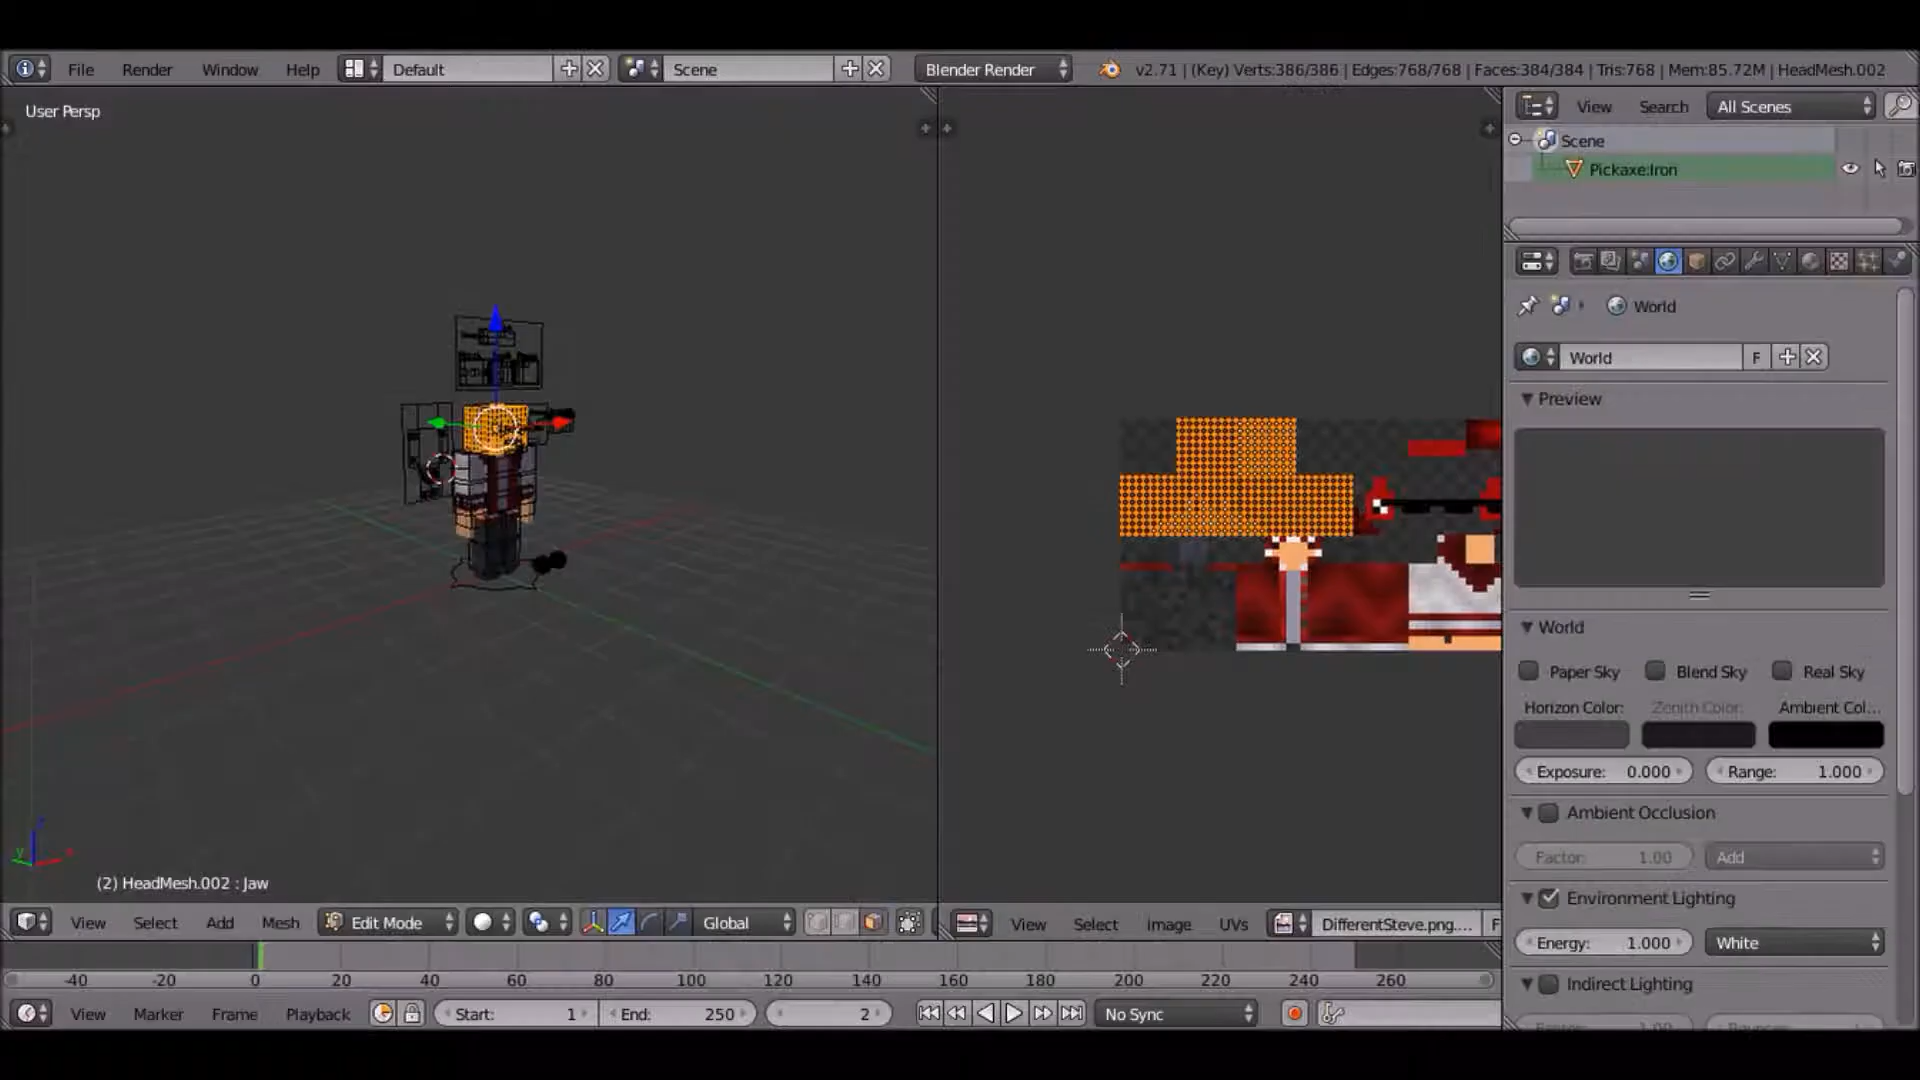 File Render Window Help Default Scene Blender Render v2.71 | (Key) Verts:386/386 | Edges:768/768 | Faces:384/384 | Tris:768 | Mem:85.72M | HeadMesh.002
User Persp
View Search All Scenes
Scene
Pickaxe:Iron
World
World F
Preview
World
Paper Sky Blend Sky Real Sky
Horizon Color: Zenith Color: Ambient Col...
Exposure: 0.000 Range: 1.000
Ambient Occlusion
Factor: 1.00 Add
Environment Lighting
Energy: 1.000 White
Indirect Lighting
z
y x
(2) HeadMesh.002 : Jaw
View Select Add Mesh Edit Mode Global
View Select Image UVs DifferentSteve.png.... F
-40 -20 0 20 40 60 80 100 120 140 160 180 200 220 240 260
View Marker Frame Playback Start: 1 End: 250 2 No Sync